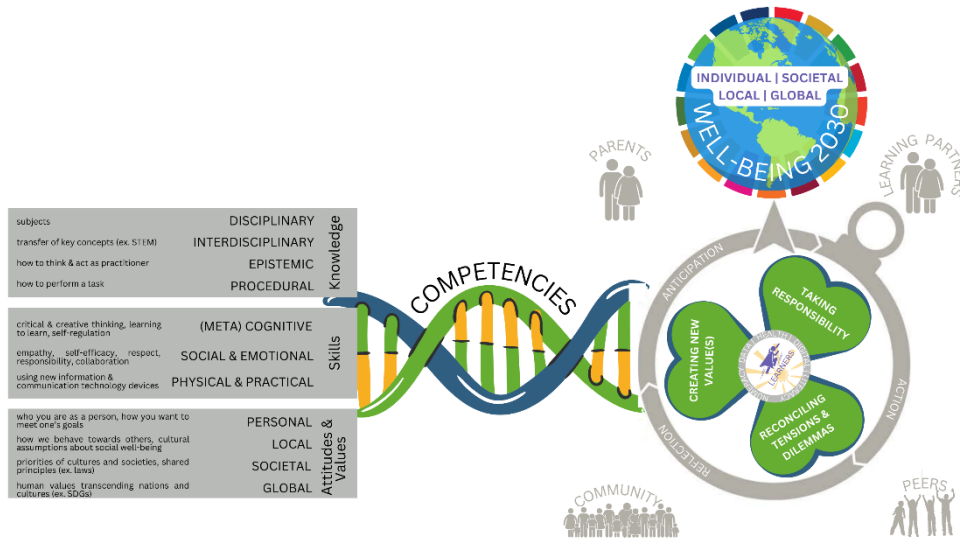 INDIVIDUAL | SOCIETAL
LOCAL | GLOBAL
WELL-BEING 2030
PARENTS
LEARNING PARTNERS
subjects
DISCIPLINARY
transfer of key concepts (ex. STEM)
INTERDISCIPLINARY
how to think & act as practitioner
EPISTEMIC
how to perform a task
PROCEDURAL
Knowledge
critical & creative thinking, learning
to learn, self-regulation
(META) COGNITIVE
empathy, self-efficacy, respect,
responsibility, collaboration
SOCIAL & EMOTIONAL
using new information &
communication technology devices
PHYSICAL & PRACTICAL
Skills
who you are as a person, how you want to
meet one's goals
PERSONAL
how we behave towards others, cultural
assumptions about social well-being
LOCAL
priorities of cultures and societies, shared
principles (ex. laws)
SOCIETAL
human values transcending nations and
cultures (ex. SDGs)
GLOBAL
Attitudes &
Values
COMPETENCIES
ANTICIPATION
ACTION
REFLECTION
TAKING
RESPONSIBILITY
CREATING NEW
VALUE(S)
RECONCILING
TENSIONS &
DILEMMAS
LEARNERS
COMMUNITY
PEERS